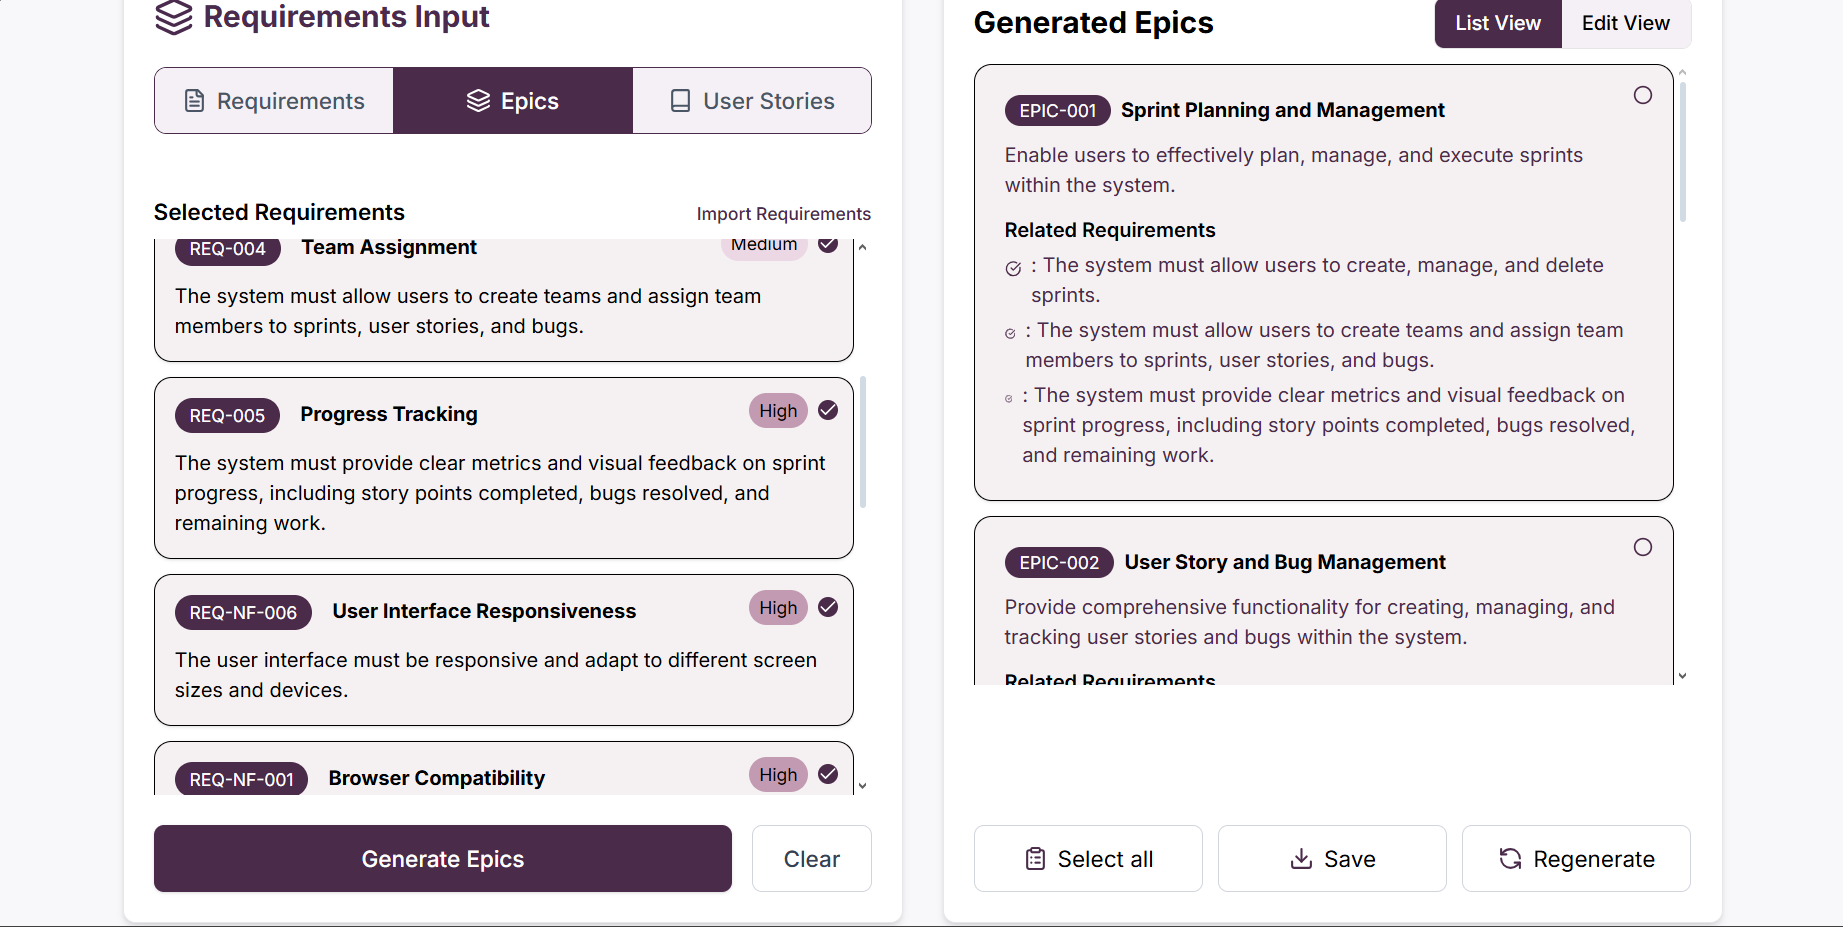 Requirements Input
Requirements
Epics
User Stories
Selected Requirements
Import Requirements
REQ-004 Team Assignment Medium
The system must allow users to create teams and assign team
members to sprints, user stories, and bugs.
REQ-005 Progress Tracking High
The system must provide clear metrics and visual feedback on sprint
progress, including story points completed, bugs resolved, and
remaining work.
REQ-NF-006 User Interface Responsiveness High
The user interface must be responsive and adapt to different screen
sizes and devices.
REQ-NF-001 Browser Compatibility High
Generate Epics
Clear
Generated Epics
List View
Edit View
EPIC-001 Sprint Planning and Management
Enable users to effectively plan, manage, and execute sprints
within the system.
Related Requirements
: The system must allow users to create, manage, and delete
sprints.
: The system must allow users to create teams and assign team
members to sprints, user stories, and bugs.
: The system must provide clear metrics and visual feedback on
sprint progress, including story points completed, bugs resolved,
and remaining work.
EPIC-002 User Story and Bug Management
Provide comprehensive functionality for creating, managing, and
tracking user stories and bugs within the system.
Related Requirements
Select all
Save
Regenerate